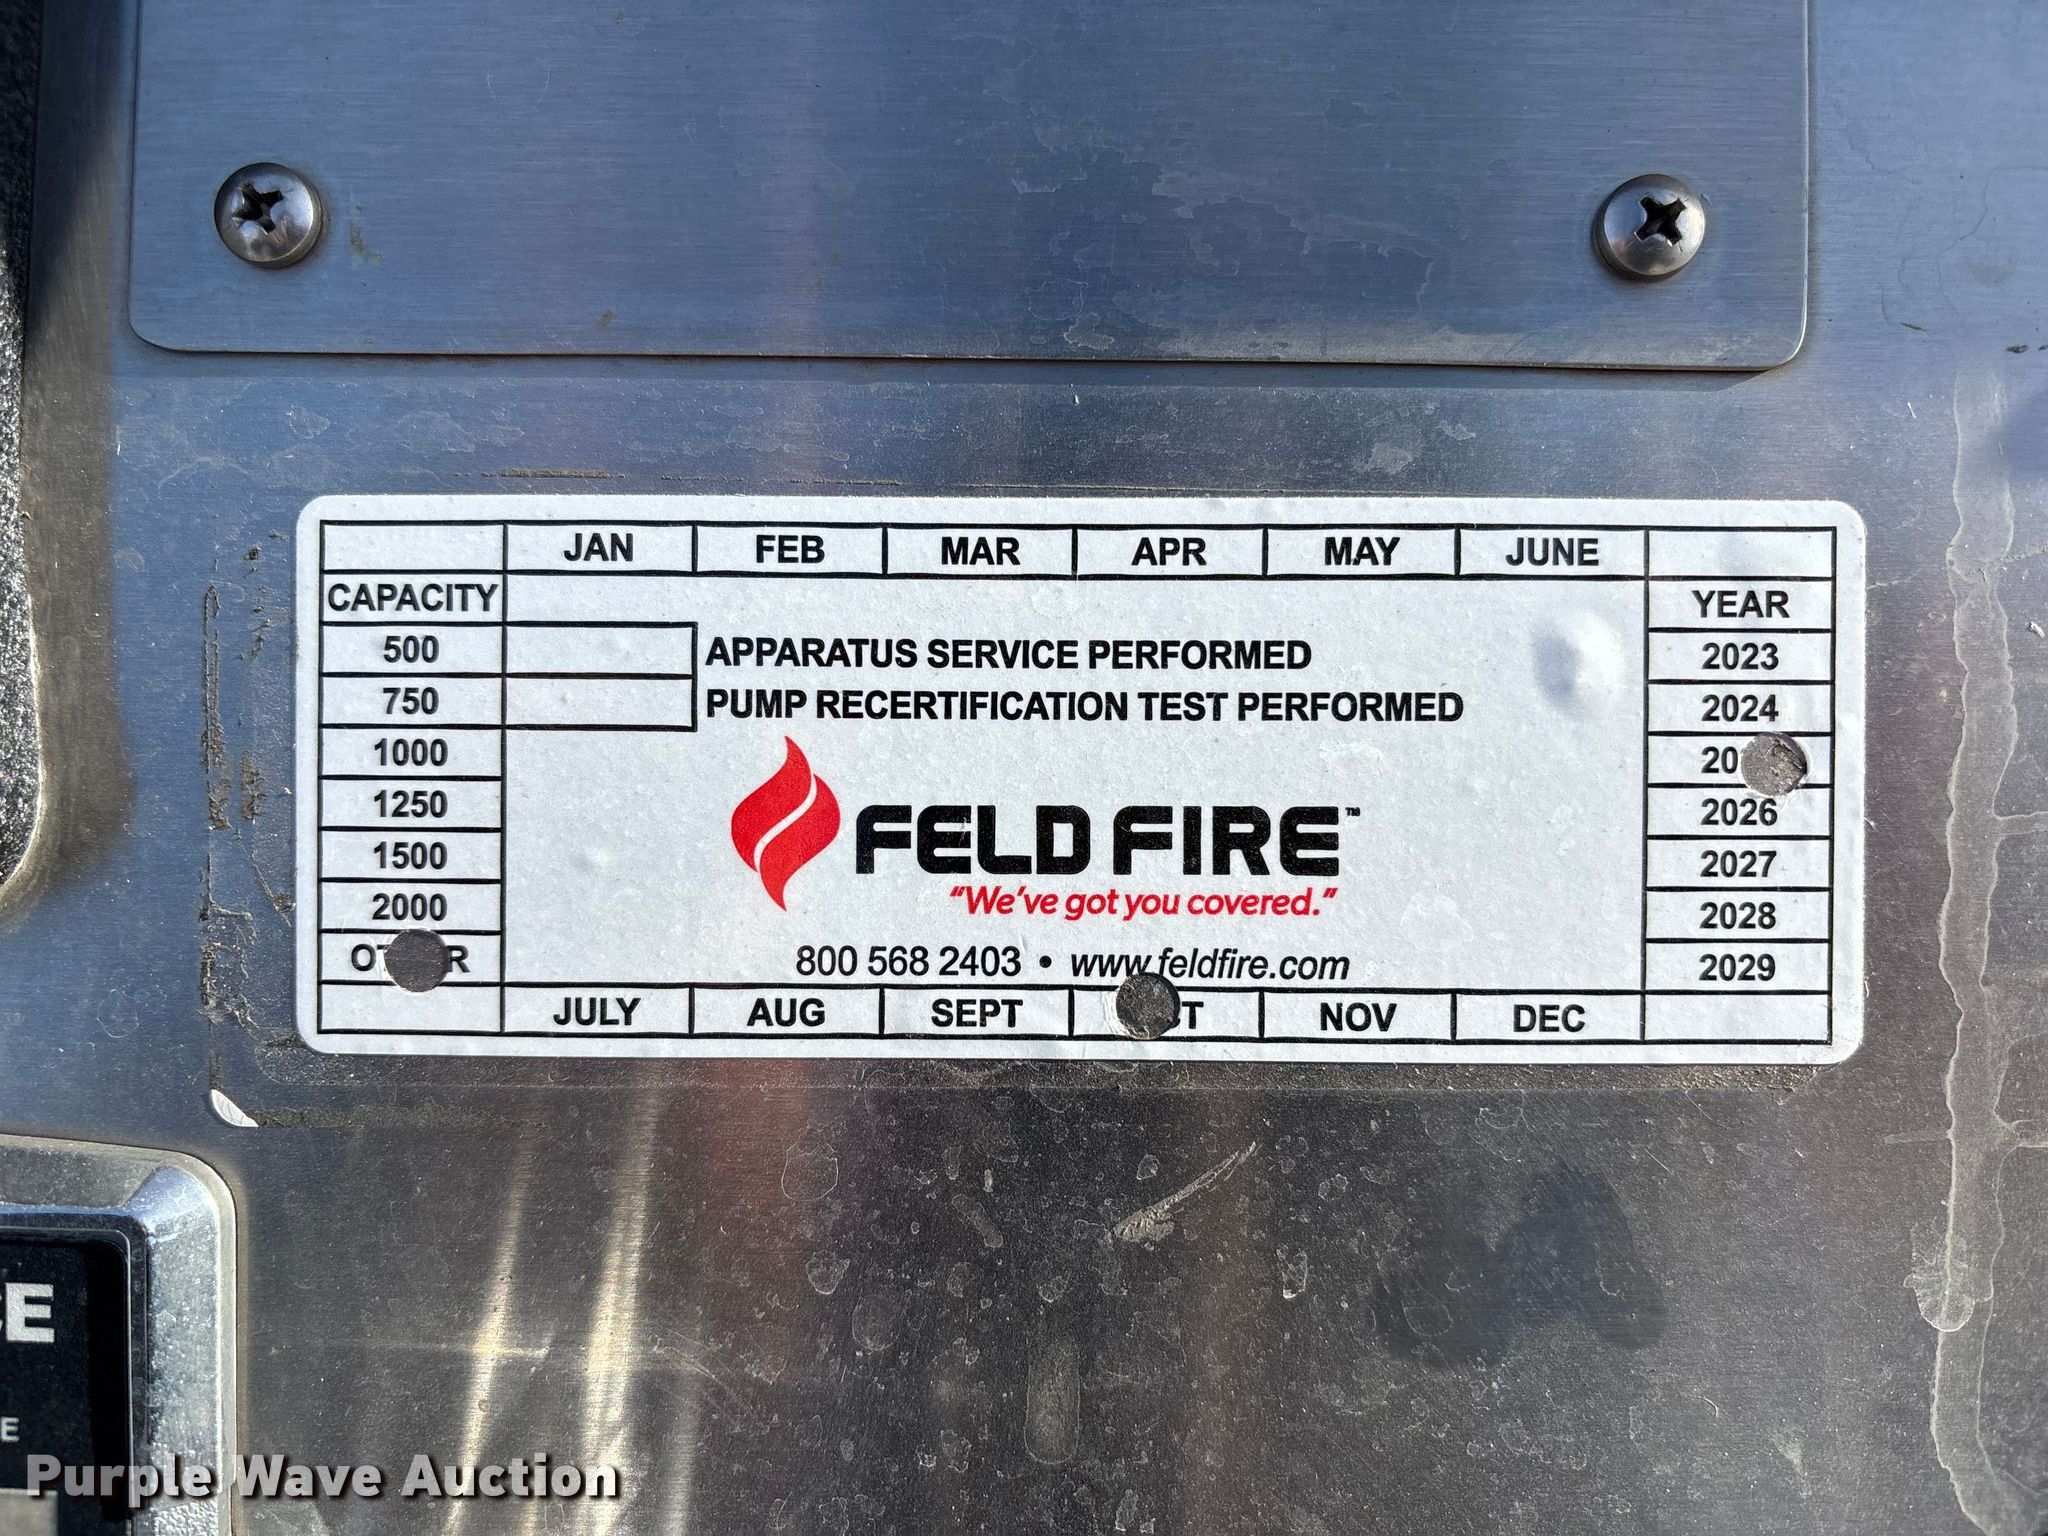 JAN FEB MAR APR MAY JUNE
CAPACITY YEAR
500 APPARATUS SERVICE PERFORMED 2023
750 PUMP RECERTIFICATION TEST PERFORMED 2024
1000 20
1250 FELD FIRE™ 2026
1500 2027
2000 "We've got you covered." 2028
800 568 2403 • www.feldfire.com 2029
JULY AUG SEPT NOV DEC
Purple Wave Auction